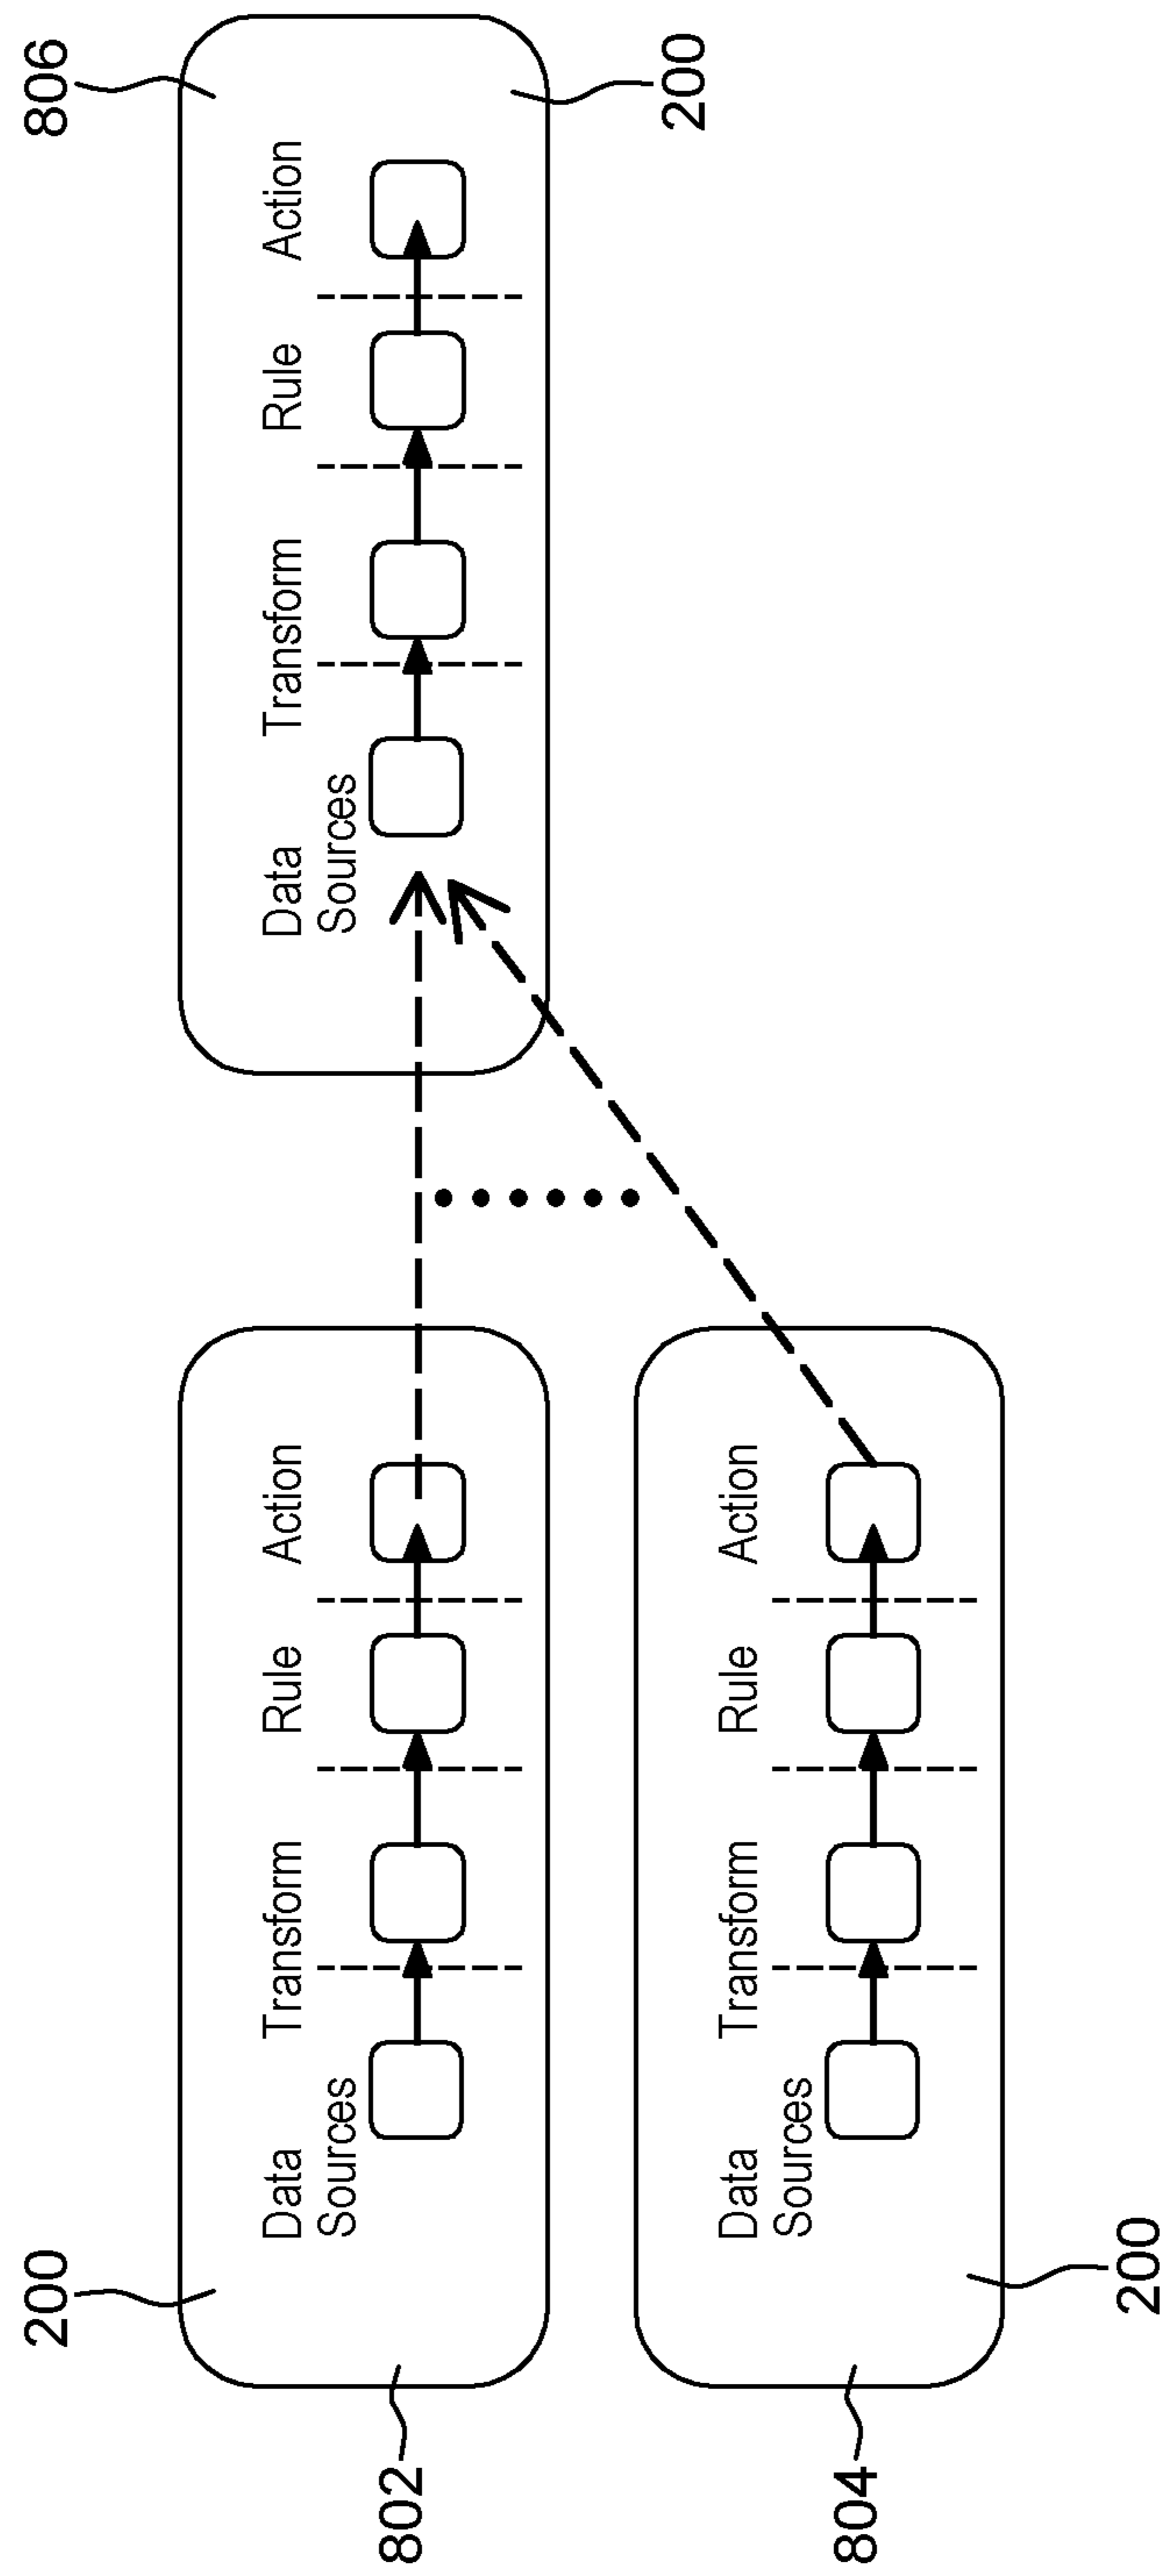 200
802
Data
Sources
Transform
Rule
Action
806
Data
Sources
Transform
Rule
Action
200
804
Data
Sources
Transform
Rule
Action
200